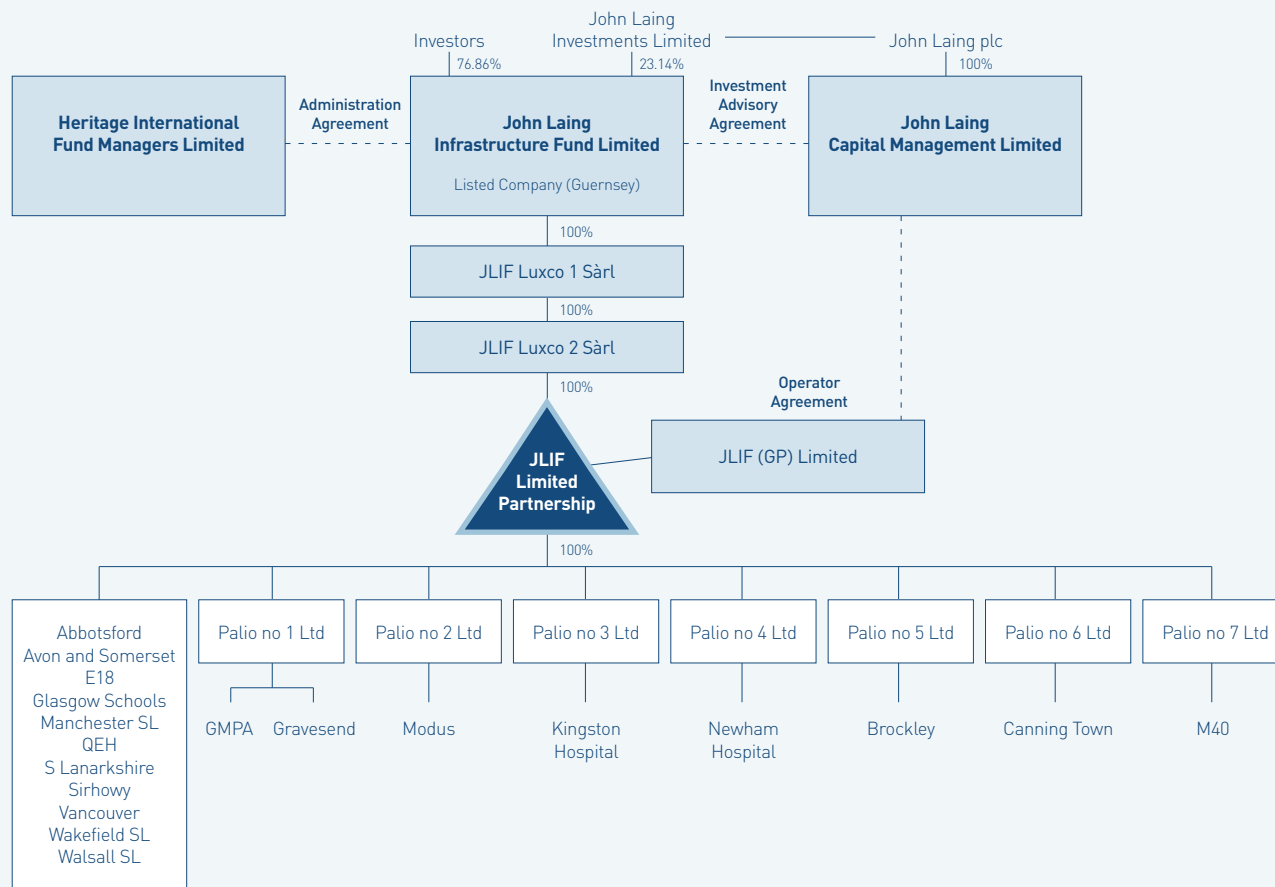 John Laing
Investments Limited
Investors
John Laing plc
76.86%
23.14%
100%
Heritage International
Fund Managers Limited
Administration
Agreement
John Laing
Infrastructure Fund Limited
Listed Company (Guernsey)
Investment
Advisory
Agreement
John Laing
Capital Management Limited
100%
JLIF Luxco 1 Sàrl
100%
JLIF Luxco 2 Sàrl
100%
Operator
Agreement
JLIF
Limited
Partnership
JLIF (GP) Limited
100%
Abbotsford
Avon and Somerset
E18
Glasgow Schools
Manchester SL
QEH
S Lanarkshire
Sirhowy
Vancouver
Wakefield SL
Walsall SL
Palio no 1 Ltd
GMPA
Gravesend
Palio no 2 Ltd
Modus
Palio no 3 Ltd
Kingston
Hospital
Palio no 4 Ltd
Newham
Hospital
Palio no 5 Ltd
Brockley
Palio no 6 Ltd
Canning Town
Palio no 7 Ltd
M40